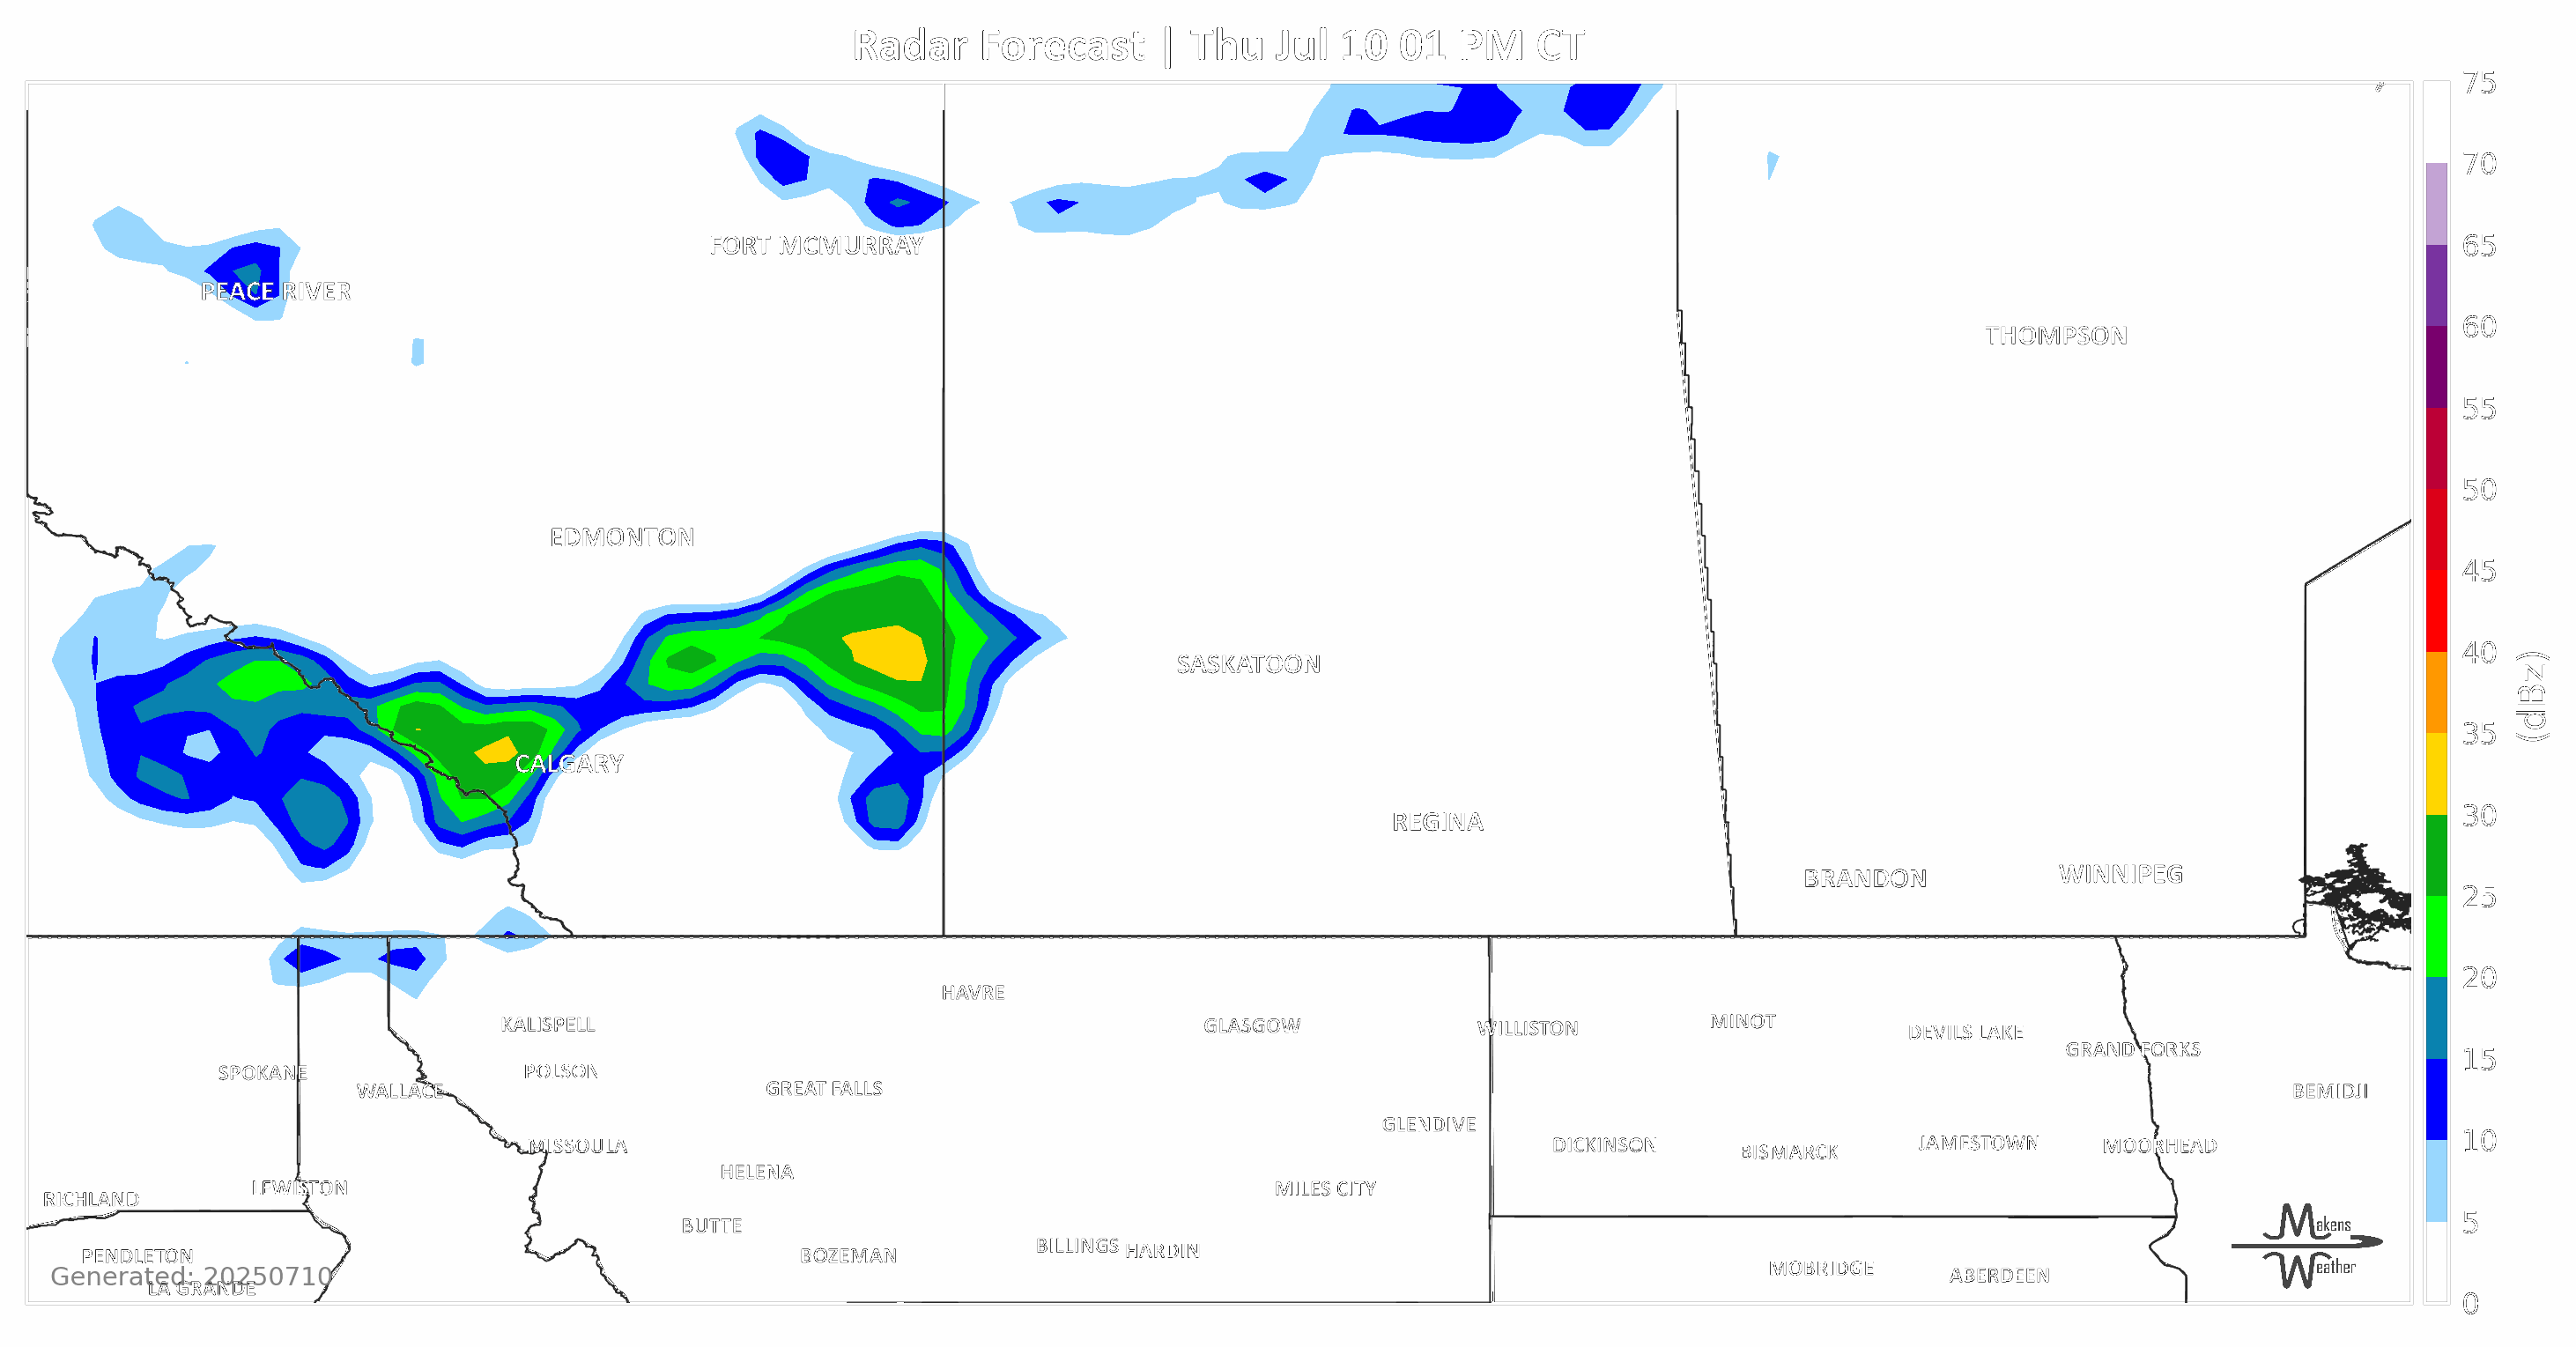 Radar Forecast | Thu Jul 10 01 PM CT
75
70
65
60
55
50
45
40
35
30
25
20
15
10
5
0
(dBz)
FORT MCMURRAY
PEACE RIVER
THOMPSON
EDMONTON
SASKATOON
CALGARY
REGINA
BRANDON
WINNIPEG
HAVRE
KALISPELL
GLASGOW
WILLISTON
MINOT
DEVILS LAKE
GRAND FORKS
SPOKANE
POLSON
WALLACE
GREAT FALLS
BEMIDJI
GLENDIVE
MISSOULA
DICKINSON
BISMARCK
JAMESTOWN
MOORHEAD
HELENA
LEWISTON
MILES CITY
RICHLAND
BUTTE
BILLINGS
HARDIN
PENDLETON
BOZEMAN
MOBRIDGE
ABERDEEN
Generated: 20250710
LA GRANDE
Makens
Weather